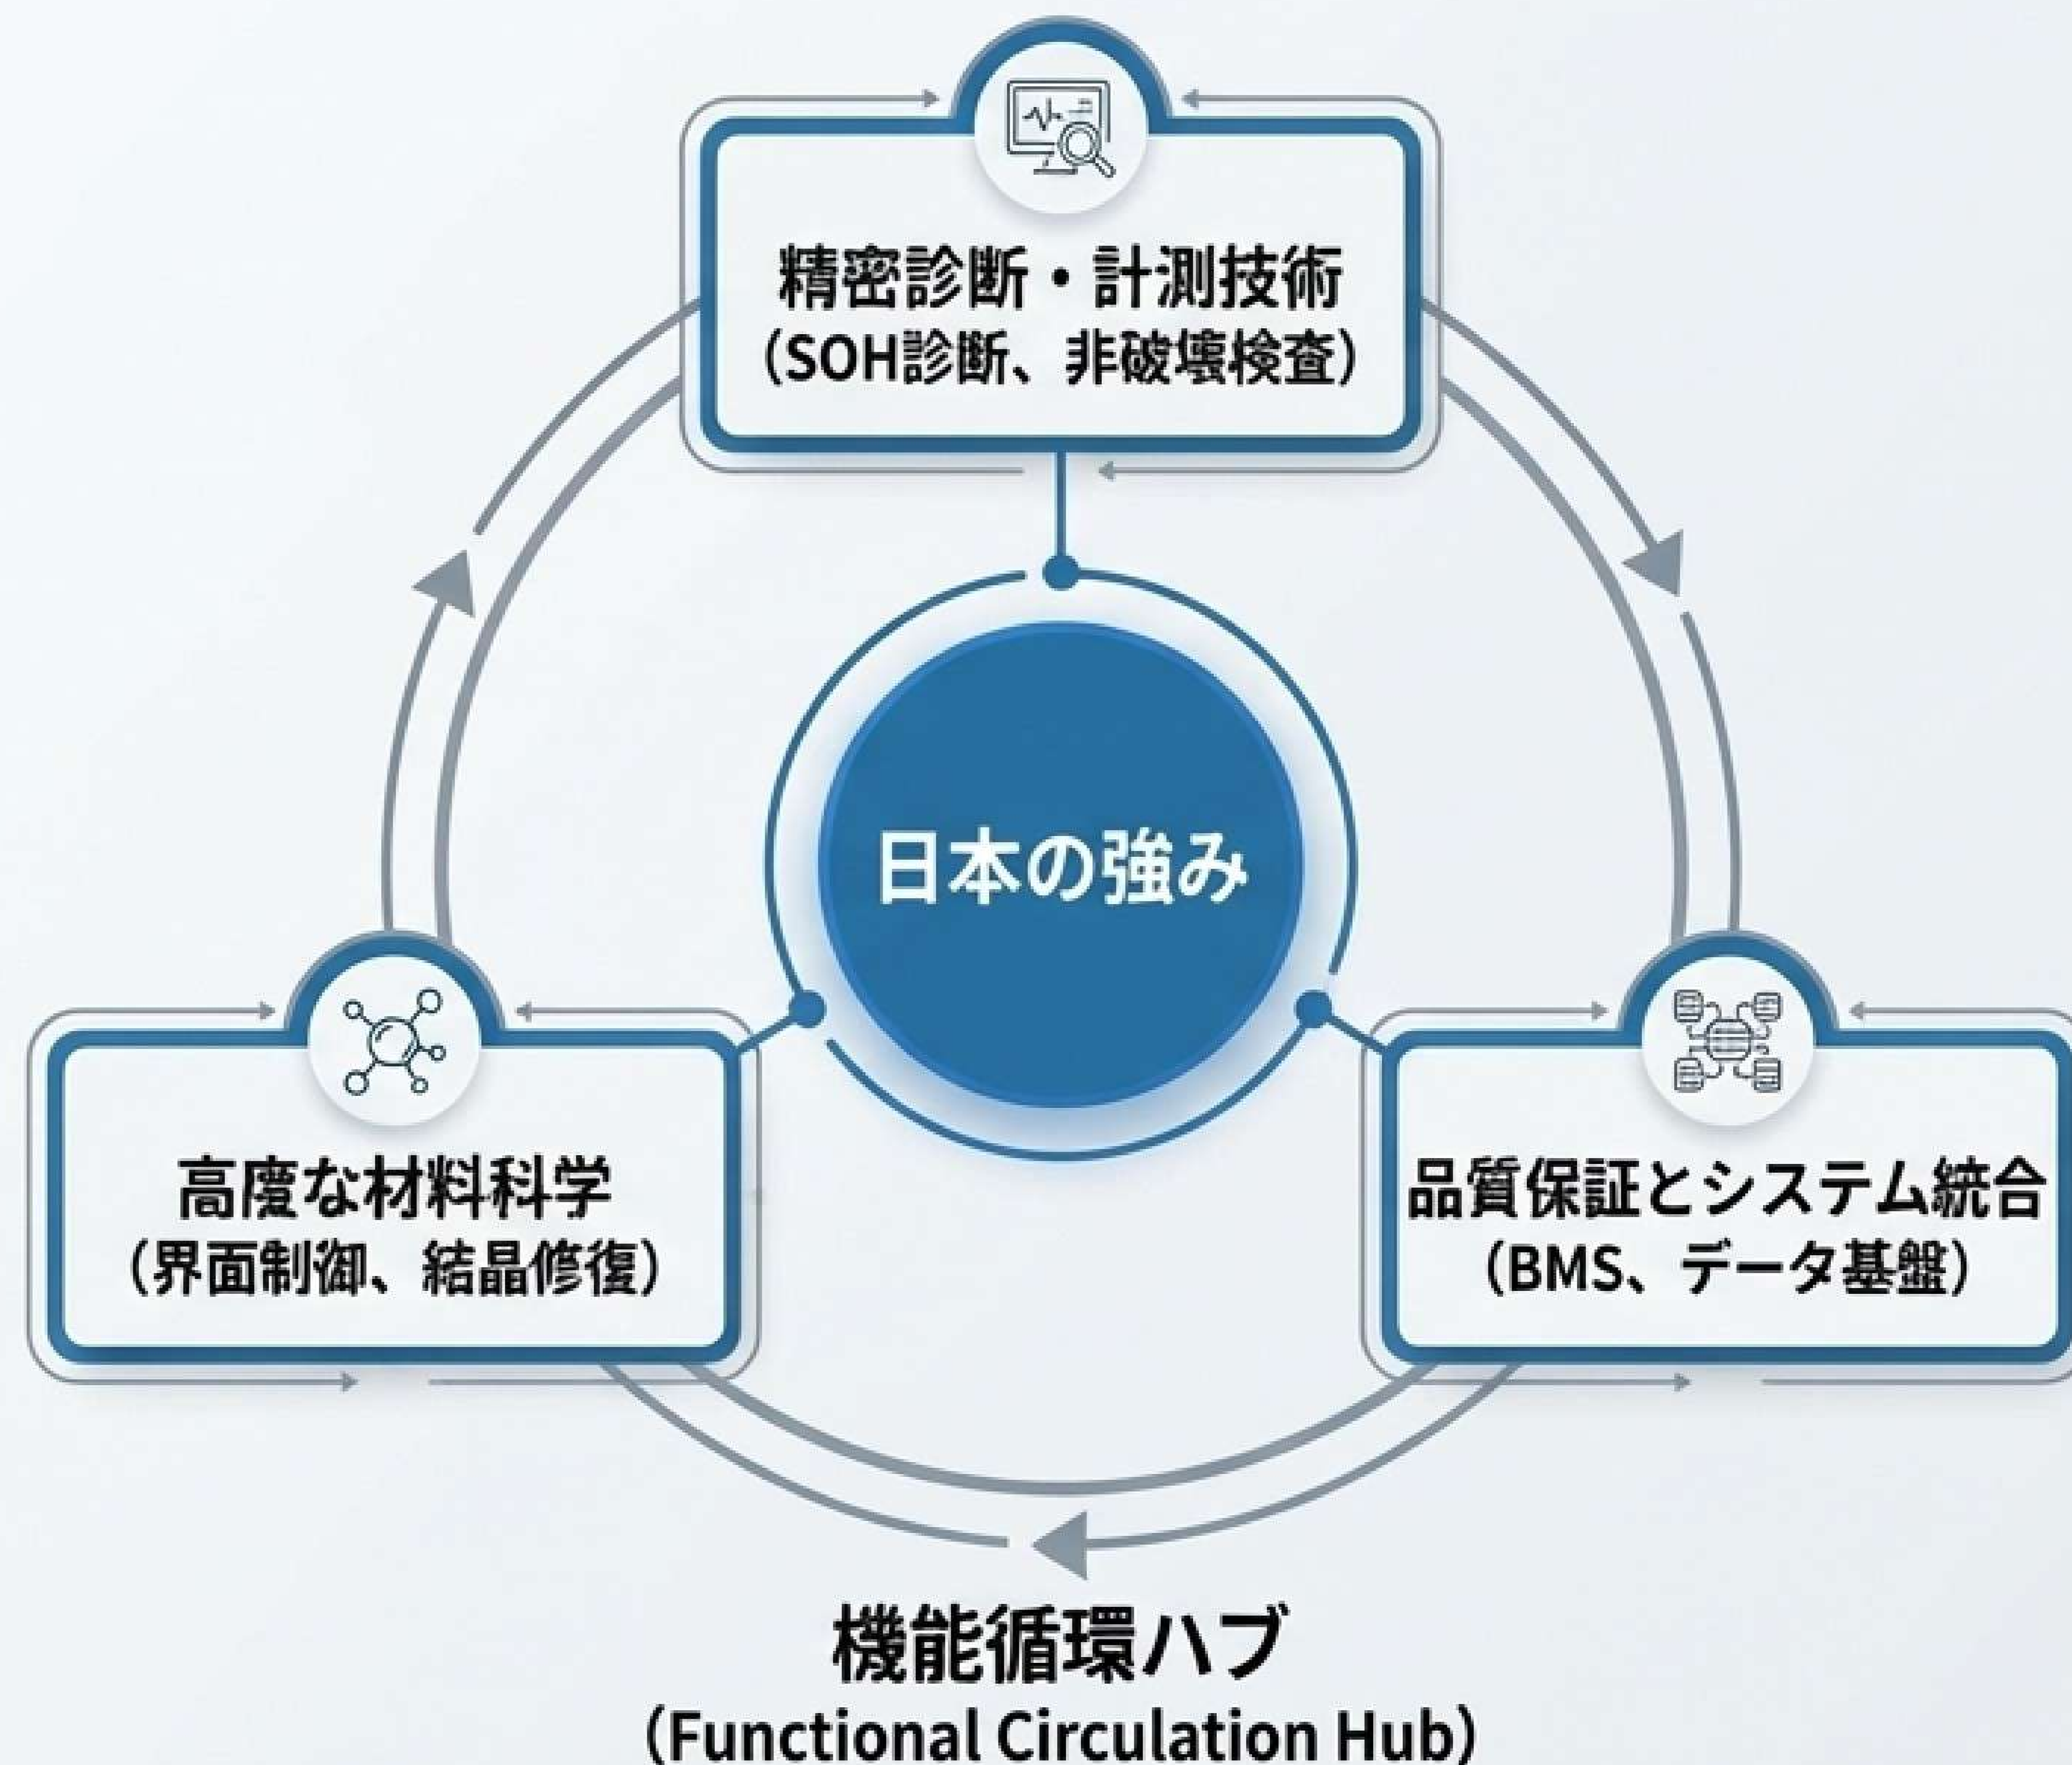 精密診断・計測技術
（SOH診断、非破壊検査）
日本の強み
高度な材料科学
（界面制御、結晶修復）
品質保証とシステム統合
（BMS、データ基盤）
機能循環ハブ
（Functional Circulation Hub）